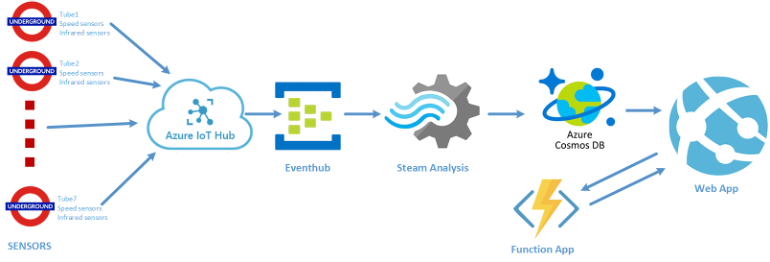 UNDERGROUND
Tube1
Speed sensors
Infrared sensors
UNDERGROUND
Tube2
Speed sensors
Infrared sensors
UNDERGROUND
Tube7
Speed sensors
Infrared sensors
SENSORS
Azure IoT Hub
Eventhub
Steam Analysis
Azure
Cosmos DB
Function App
Web App